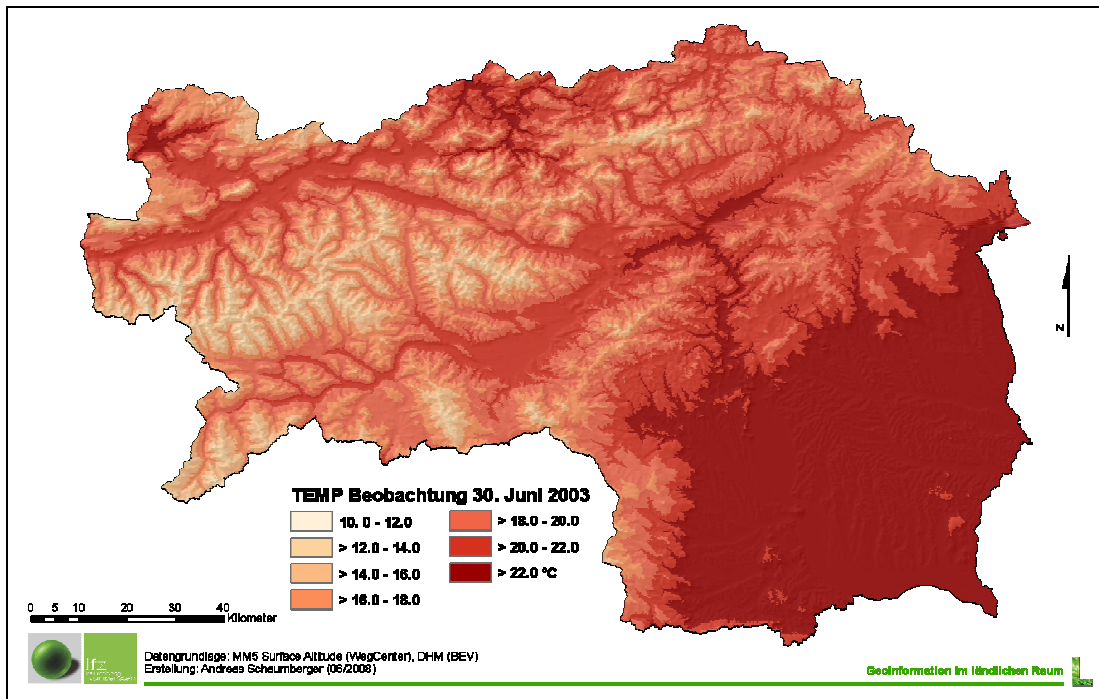 N
TEMP Beobachtung 30. Juni 2003
10. 0 - 12.0
> 12.0 - 14.0
> 14.0 - 16.0
> 16.0 - 18.0
> 18.0 - 20.0
> 20.0 - 22.0
> 22.0 °C
0 5 10 20 30 40
Kilometer
lfz
Datengrundlage: MM5 Surface Altitude (WegCenter), DHM (BEV)
Erstellung: Andreas Schaumberger (06/2008)
Geoinformation im ländlichen Raum
L